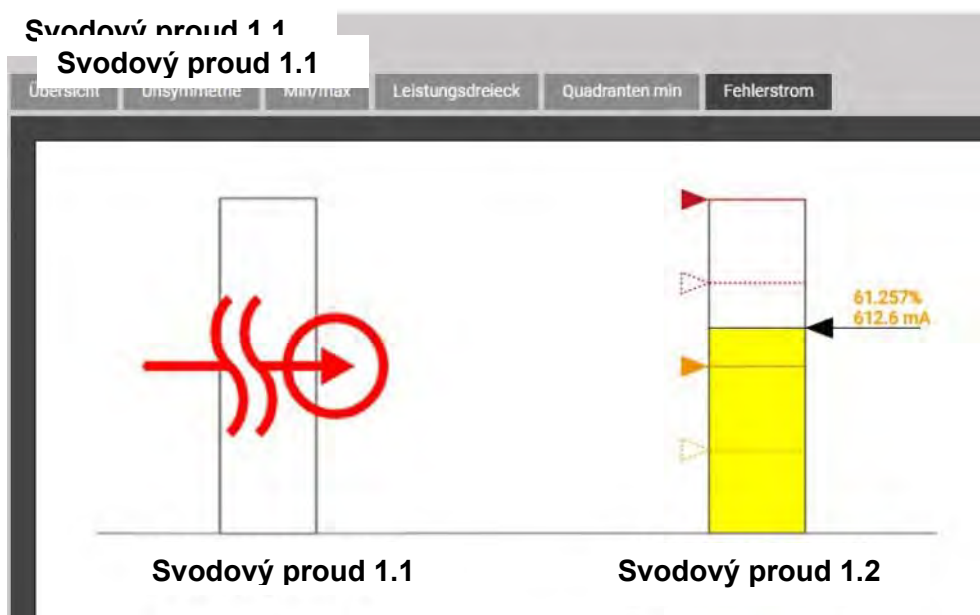 Svodový proud 1.1
Svodový proud 1.1
Übersicht Unsymmetrie Min/max Leistungsdreieck Quadranten min Fehlerstrom
61.257%
612.6 mA
Svodový proud 1.1 Svodový proud 1.2